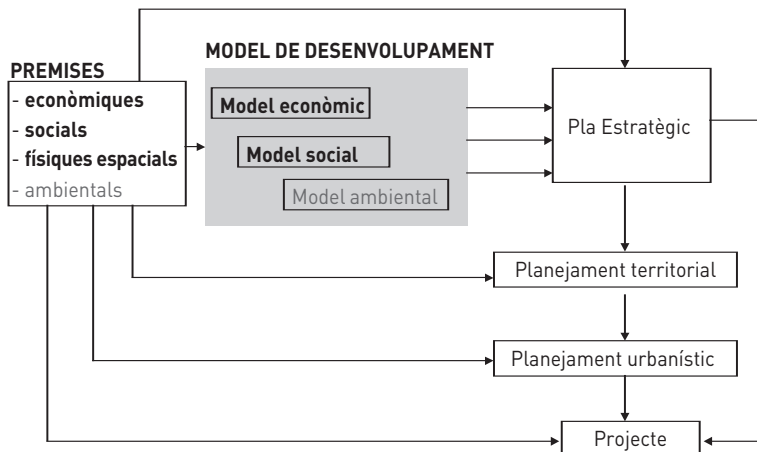 PREMISES
- econòmiques
- socials
- físiques espacials
- ambientals
MODEL DE DESENVOLUPAMENT
Model econòmic
Model social
Model ambiental
Pla Estratègic
Planejament territorial
Planejament urbanístic
Projecte